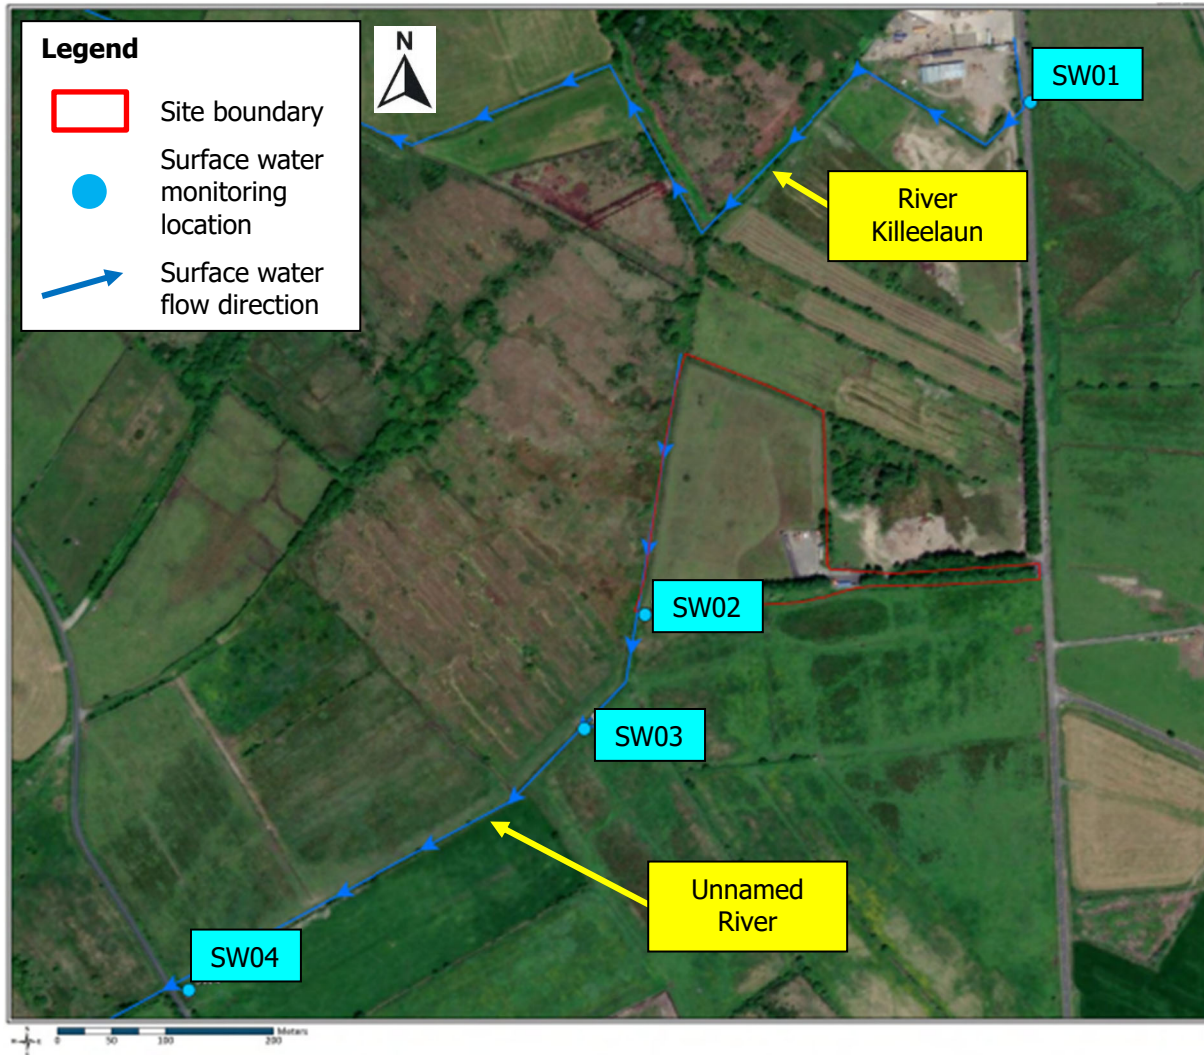 Legend
Site boundary
Surface water
monitoring
location
Surface water
flow direction
N
SW01
River
Killeelaun
SW02
SW03
Unnamed
River
SW04
0 50 100 200
Meters